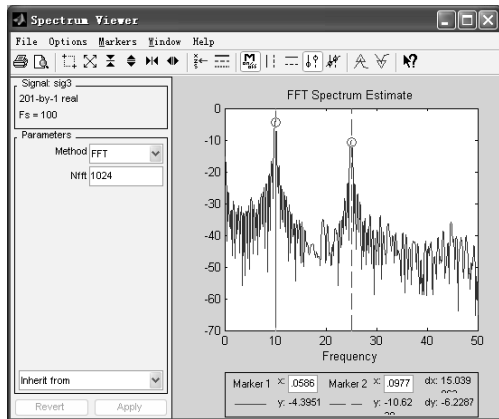 Spectrum Viewer
File Options Markers Window Help
Signal: sig3
201-by-1 real
Fs = 100
Parameters
Method FFT
Nfft 1024
Inherit from
Revert Apply
FFT Spectrum Estimate
0
-10
-20
-30
-40
-50
-60
-70
0 10 20 30 40 50
Frequency
Marker 1 x: .0586 Marker 2 x: .0977 dx: 15.039
y: -4.3951 y: -10.62 dy: -6.2287